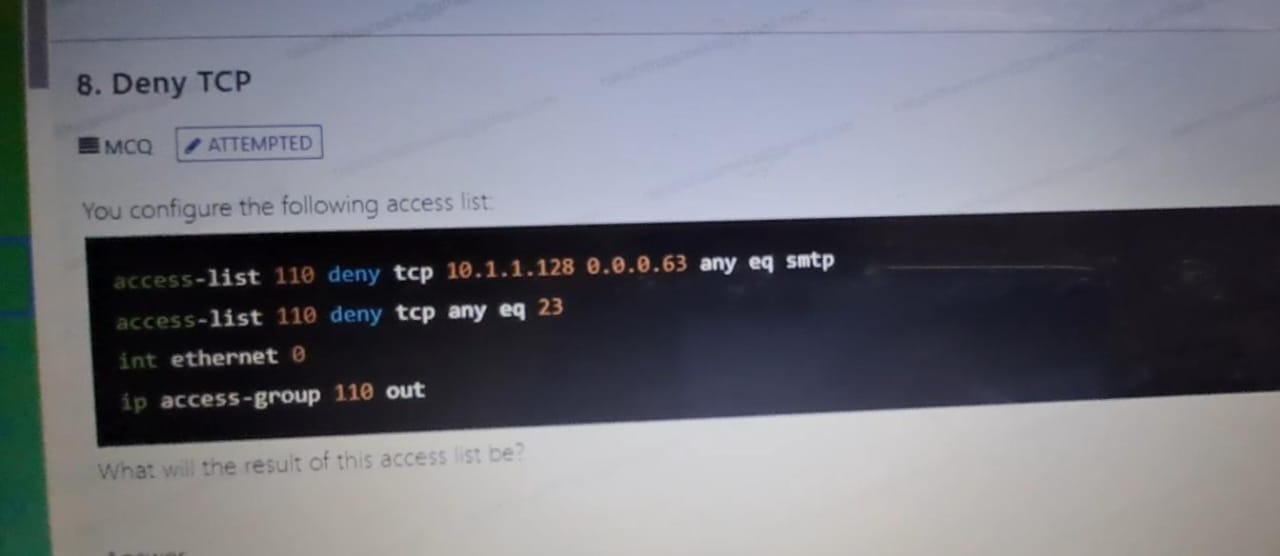 8. Deny TCP
MCQ
ATTEMPTED
You configure the following access list:
access-list 110 deny tcp 10.1.1.128 0.0.0.63 any eq smtp
access-list 110 deny tcp any eq 23
int ethernet 0
ip access-group 110 out
What will the result of this access list be?
Answer